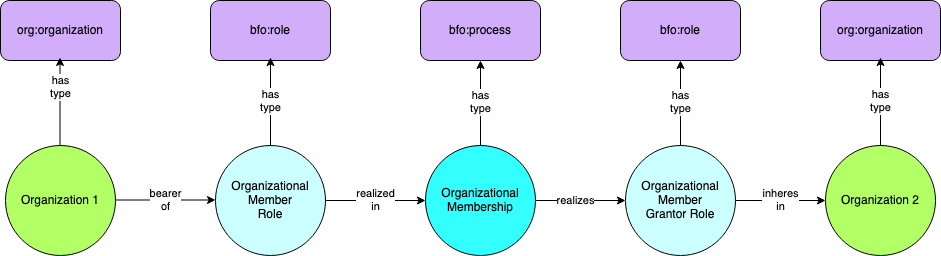 org:organization
bfo:role
bfo:process
bfo:role
org:organization
has
type
has
type
has
type
has
type
has
type
Organization 1
bearer
of
Organizational
Member
Role
realized
in
Organizational
Membership
realizes
Organizational
Member
Grantor Role
inheres
in
Organization 2